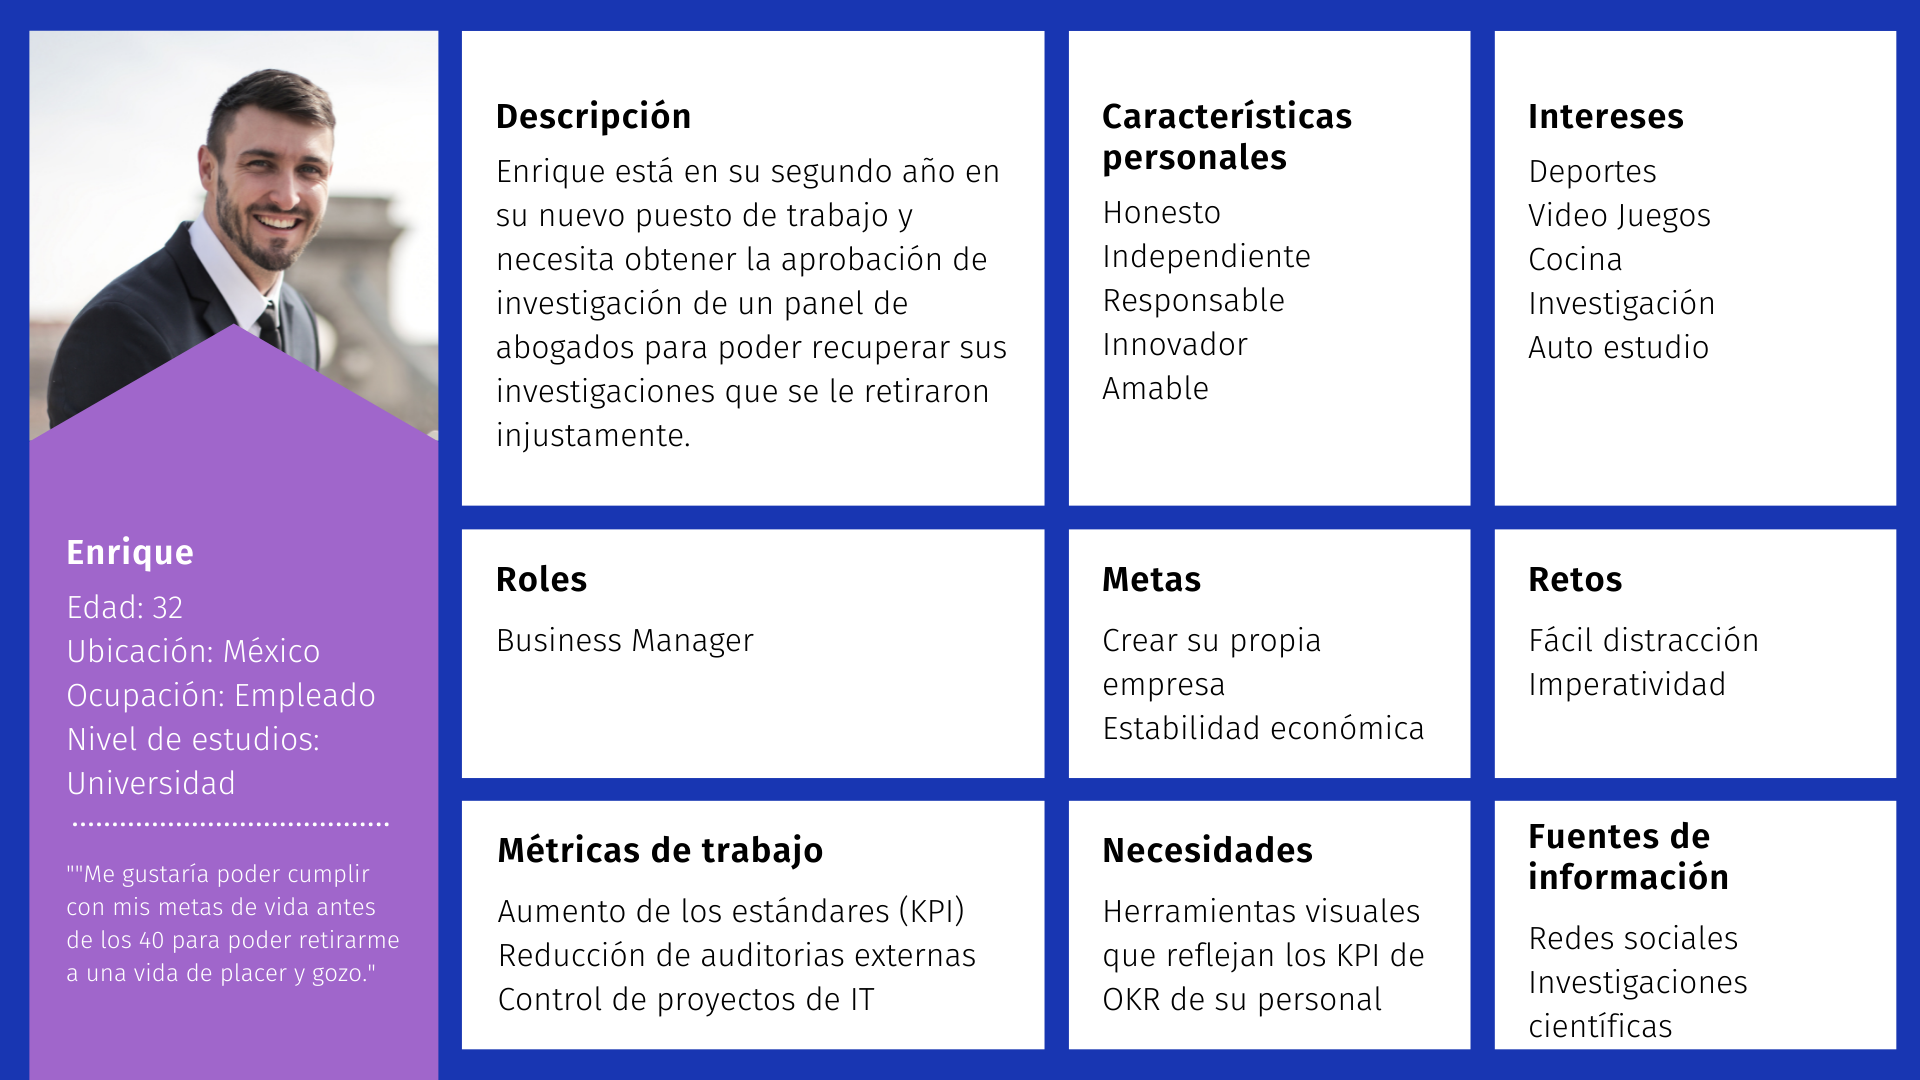 Enrique
Edad: 32
Ubicación: México
Ocupación: Empleado
Nivel de estudios:
Universidad
""Me gustaría poder cumplir
con mis metas de vida antes
de los 40 para poder retirarme
a una vida de placer y gozo."
Descripción
Enrique está en su segundo año en
su nuevo puesto de trabajo y
necesita obtener la aprobación de
investigación de un panel de
abogados para poder recuperar sus
investigaciones que se le retiraron
injustamente.
Características
personales
Honesto
Independiente
Responsable
Innovador
Amable
Intereses
Deportes
Video Juegos
Cocina
Investigación
Auto estudio
Roles
Business Manager
Metas
Crear su propia
empresa
Estabilidad económica
Retos
Fácil distracción
Imperatividad
Métricas de trabajo
Aumento de los estándares (KPI)
Reducción de auditorias externas
Control de proyectos de IT
Necesidades
Herramientas visuales
que reflejan los KPI de
OKR de su personal
Fuentes de
información
Redes sociales
Investigaciones
científicas